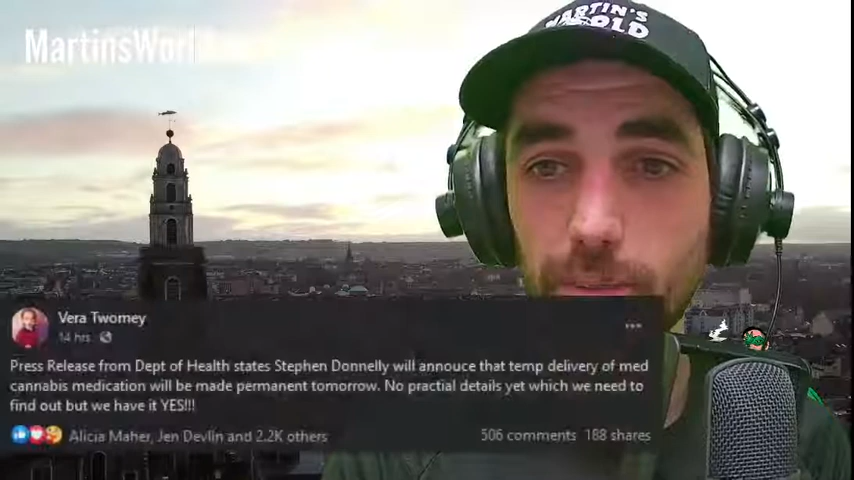 MartinsWorld
MARTIN'S
WORLD
Vera Twomey
14 hrs
Press Release from Dept of Health states Stephen Donnelly will annouce that temp delivery of med
cannabis medication will be made permanent tomorrow. No practial details yet which we need to
find out but we have it YES!!!
Alicia Maher, Jen Devlin and 2.2K others
506 comments 188 shares